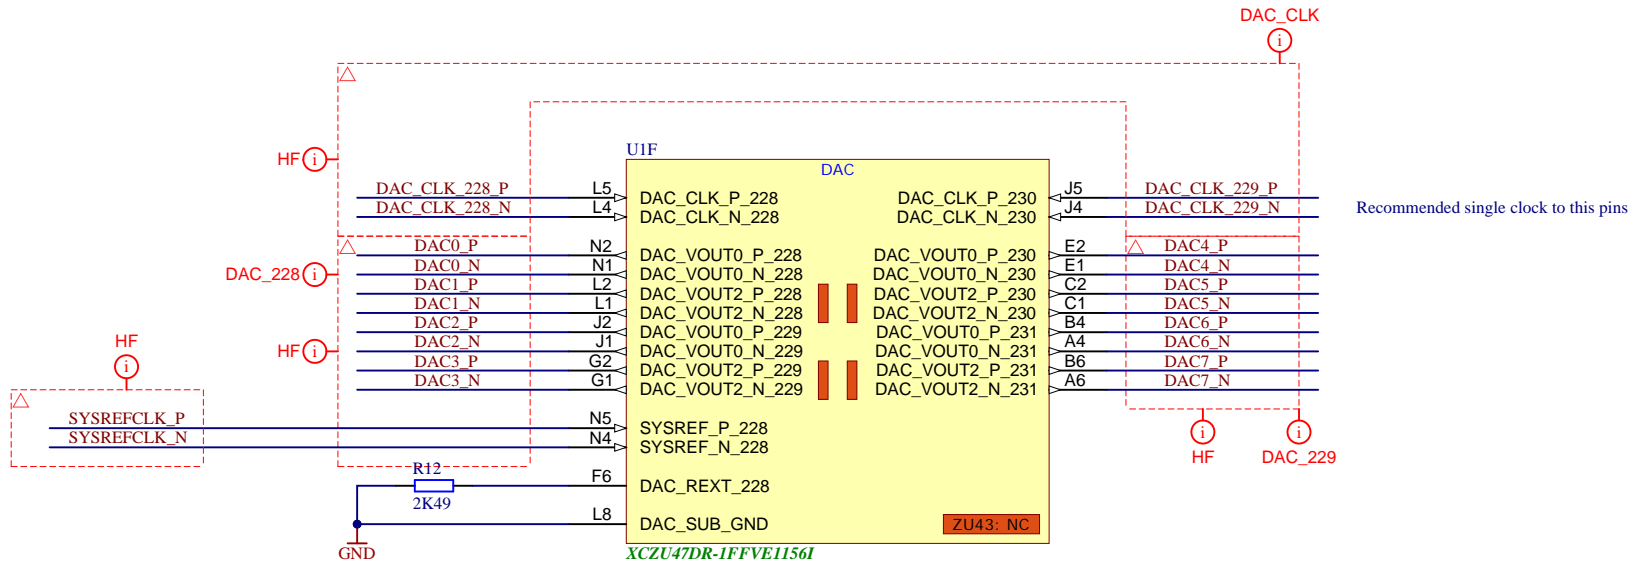 DAC_CLK
i
HF i
U1F
DAC
DAC_CLK_228_P L5 DAC_CLK_P_228 DAC_CLK_P_230 J5 DAC_CLK_229_P
DAC_CLK_228_N L4 DAC_CLK_N_228 DAC_CLK_N_230 J4 DAC_CLK_229_N
Recommended single clock to this pins
DAC0_P N2 DAC_VOUT0_P_228 DAC_VOUT0_P_230 E2 DAC4_P
DAC_228 i
DAC0_N N1 DAC_VOUT0_N_228 DAC_VOUT0_N_230 E1 DAC4_N
DAC1_P L2 DAC_VOUT2_P_228 DAC_VOUT2_P_230 C2 DAC5_P
DAC1_N L1 DAC_VOUT2_N_228 DAC_VOUT2_N_230 C1 DAC5_N
DAC2_P J2 DAC_VOUT0_P_229 DAC_VOUT0_P_231 B4 DAC6_P
HF i
DAC2_N J1 DAC_VOUT0_N_229 DAC_VOUT0_N_231 A4 DAC6_N
DAC3_P G2 DAC_VOUT2_P_229 DAC_VOUT2_P_231 B6 DAC7_P
DAC3_N G1 DAC_VOUT2_N_229 DAC_VOUT2_N_231 A6 DAC7_N
HF
i
SYSREFCLK_P N5 SYSREF_P_228
SYSREFCLK_N N4 SYSREF_N_228
i
HF
i
DAC_229
R12
2K49
F6 DAC_REXT_228
L8 DAC_SUB_GND
ZU43: NC
GND
XCZU47DR-1FFVE1156I